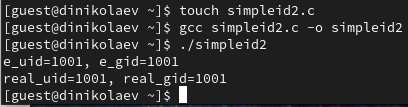 [guest@dinikolaev ~]$ touch simpleid2.c
[guest@dinikolaev ~]$ gcc simpleid2.c -o simpleid2
[guest@dinikolaev ~]$ ./simpleid2
e_uid=1001, e_gid=1001
real_uid=1001, real_gid=1001
[guest@dinikolaev ~]$